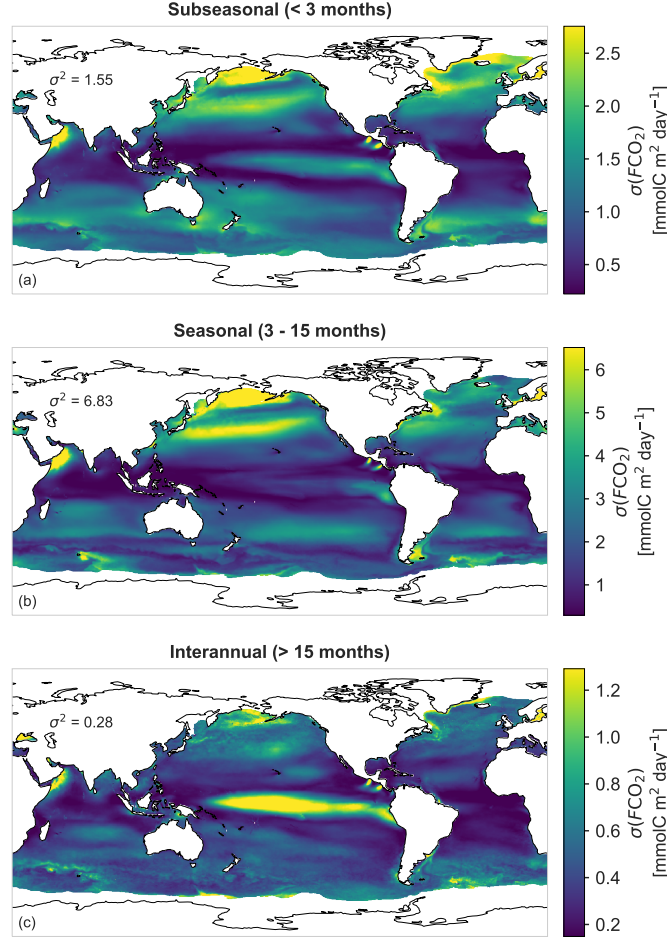 Subseasonal (< 3 months)
σ² = 1.55
(a)
2.5
2.0
1.5
1.0
0.5
σ(FCO₂)
[mmolC m² day⁻¹]
Seasonal (3 - 15 months)
σ² = 6.83
(b)
6
5
4
3
2
1
σ(FCO₂)
[mmolC m² day⁻¹]
Interannual (> 15 months)
σ² = 0.28
(c)
1.2
1.0
0.8
0.6
0.4
0.2
σ(FCO₂)
[mmolC m² day⁻¹]